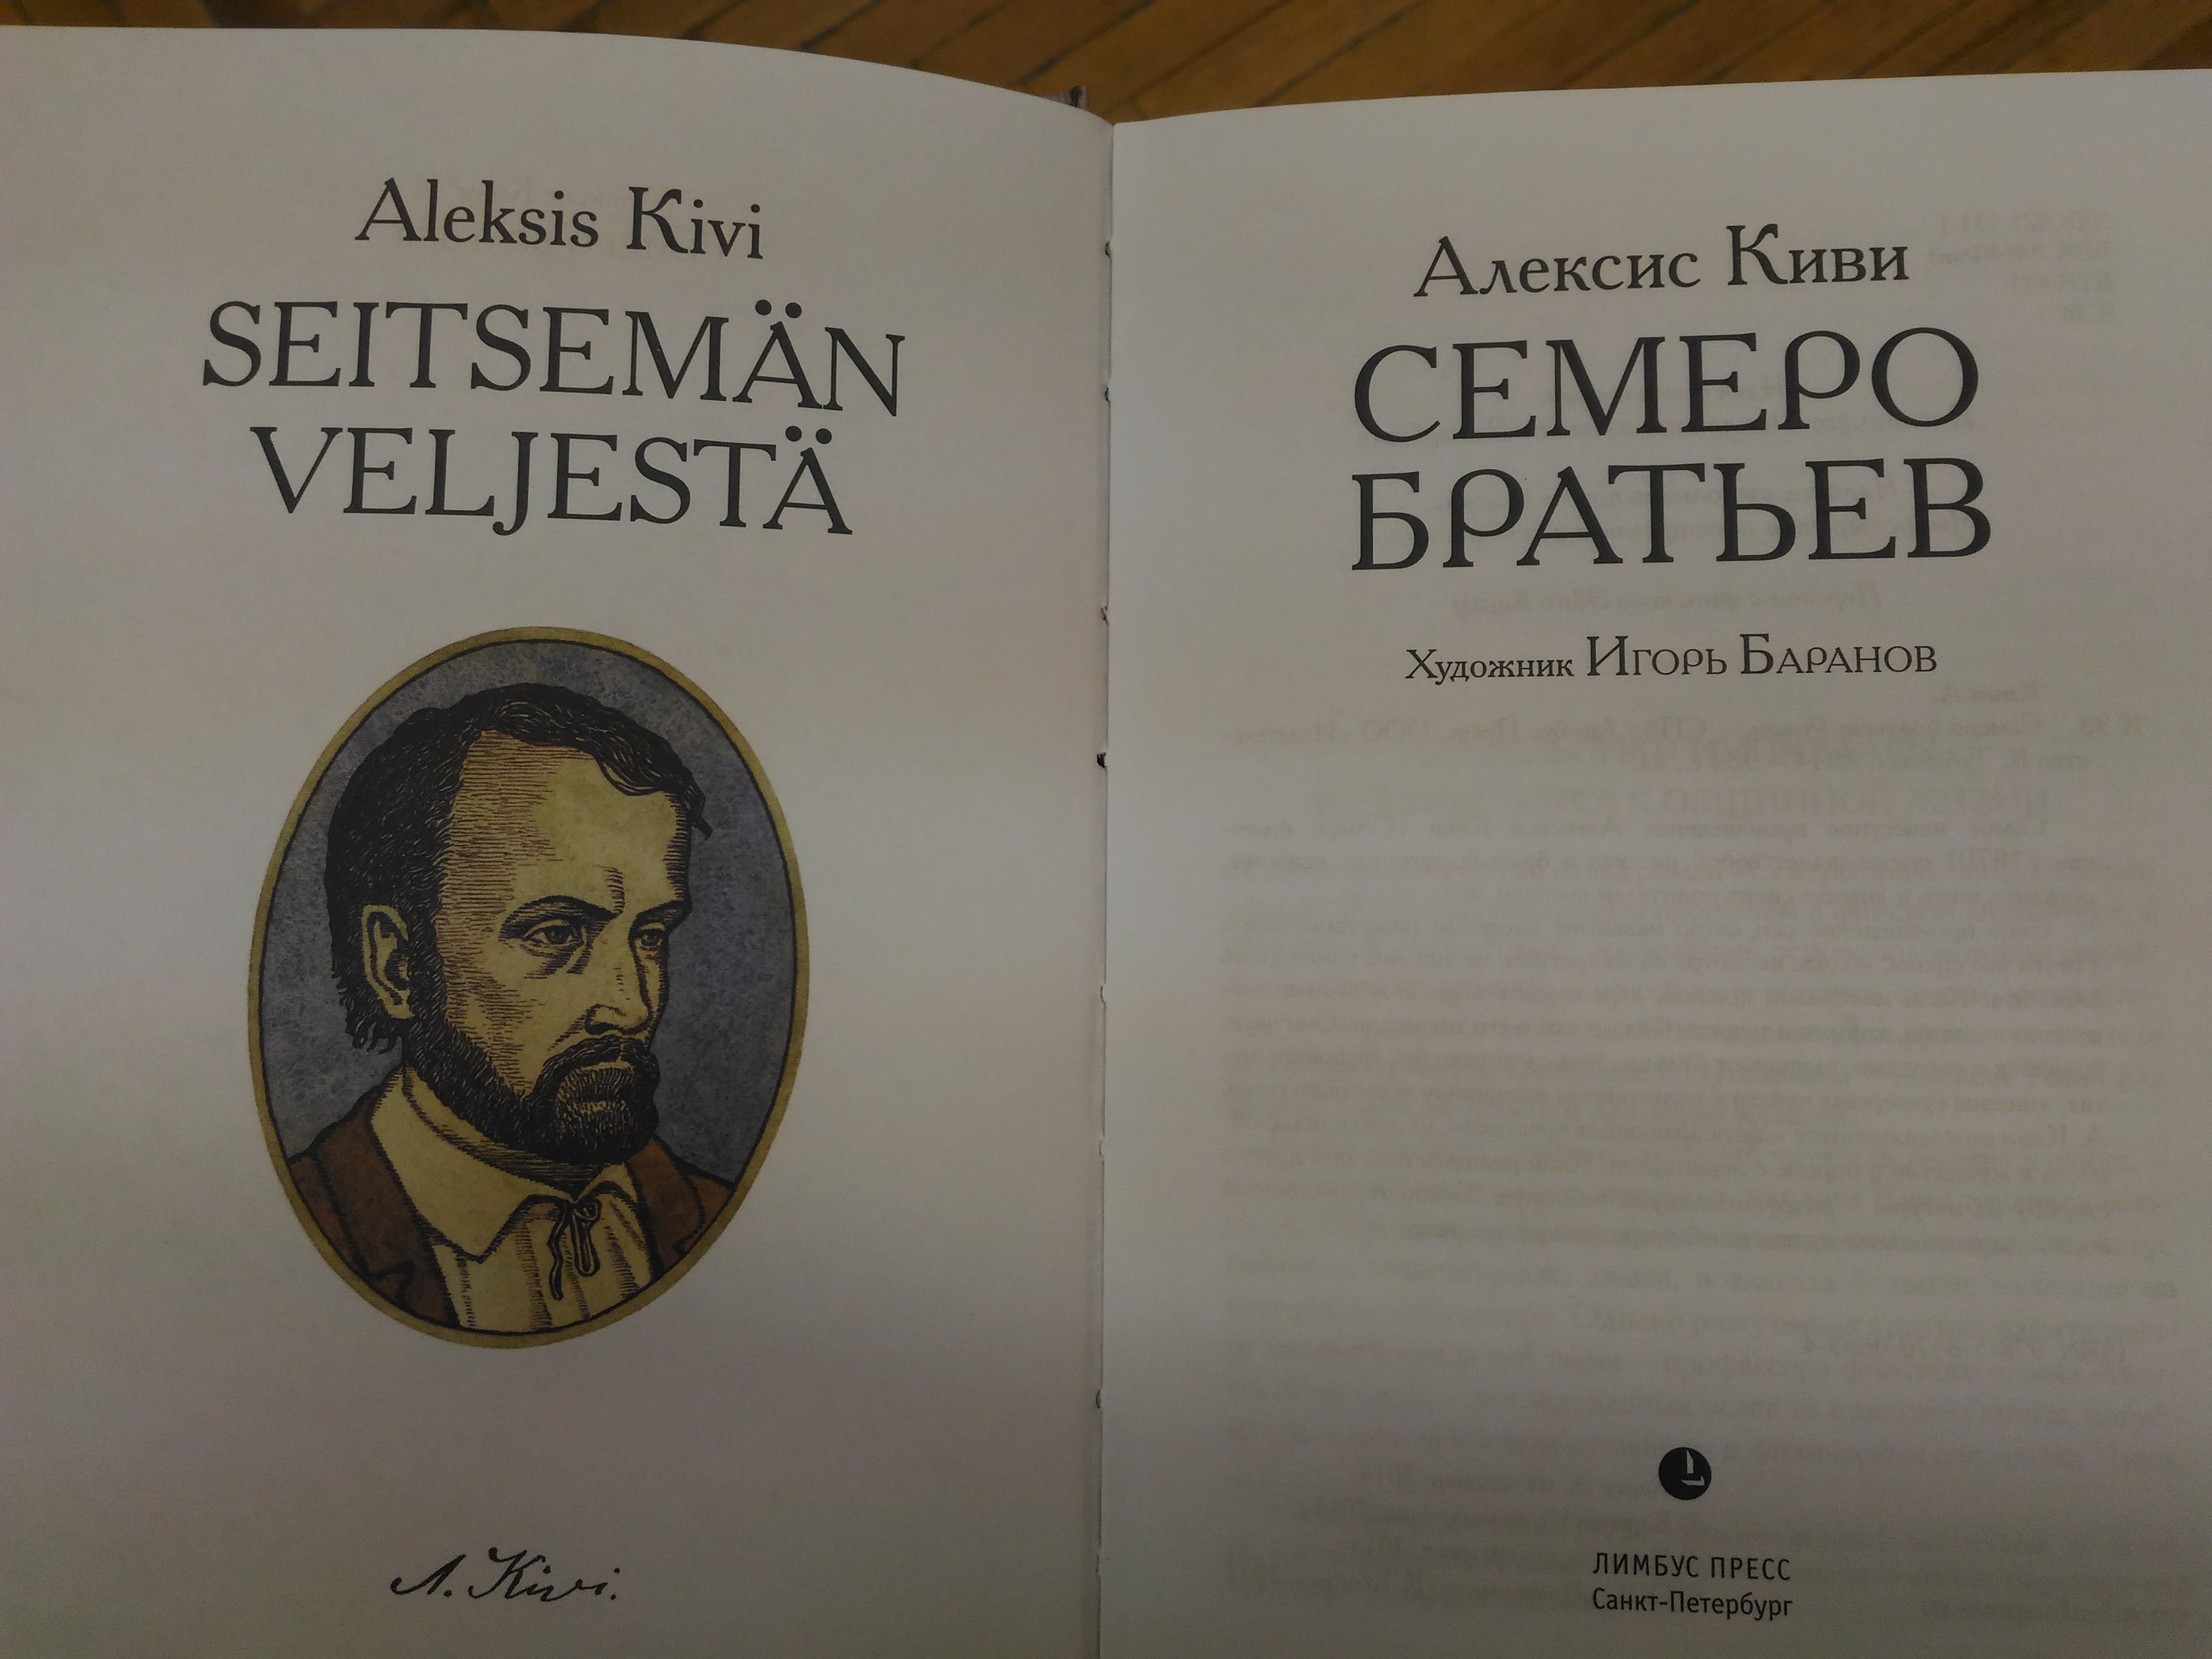 Aleksis Kivi
SEITSEMÄN
VELJESTÄ
A. Kivi.
Алексис Киви
СЕМЕРО
БРАТЬЕВ
Художник ИГОРЬ БАРАНОВ
ЛИМБУС ПРЕСС
Санкт-Петербург